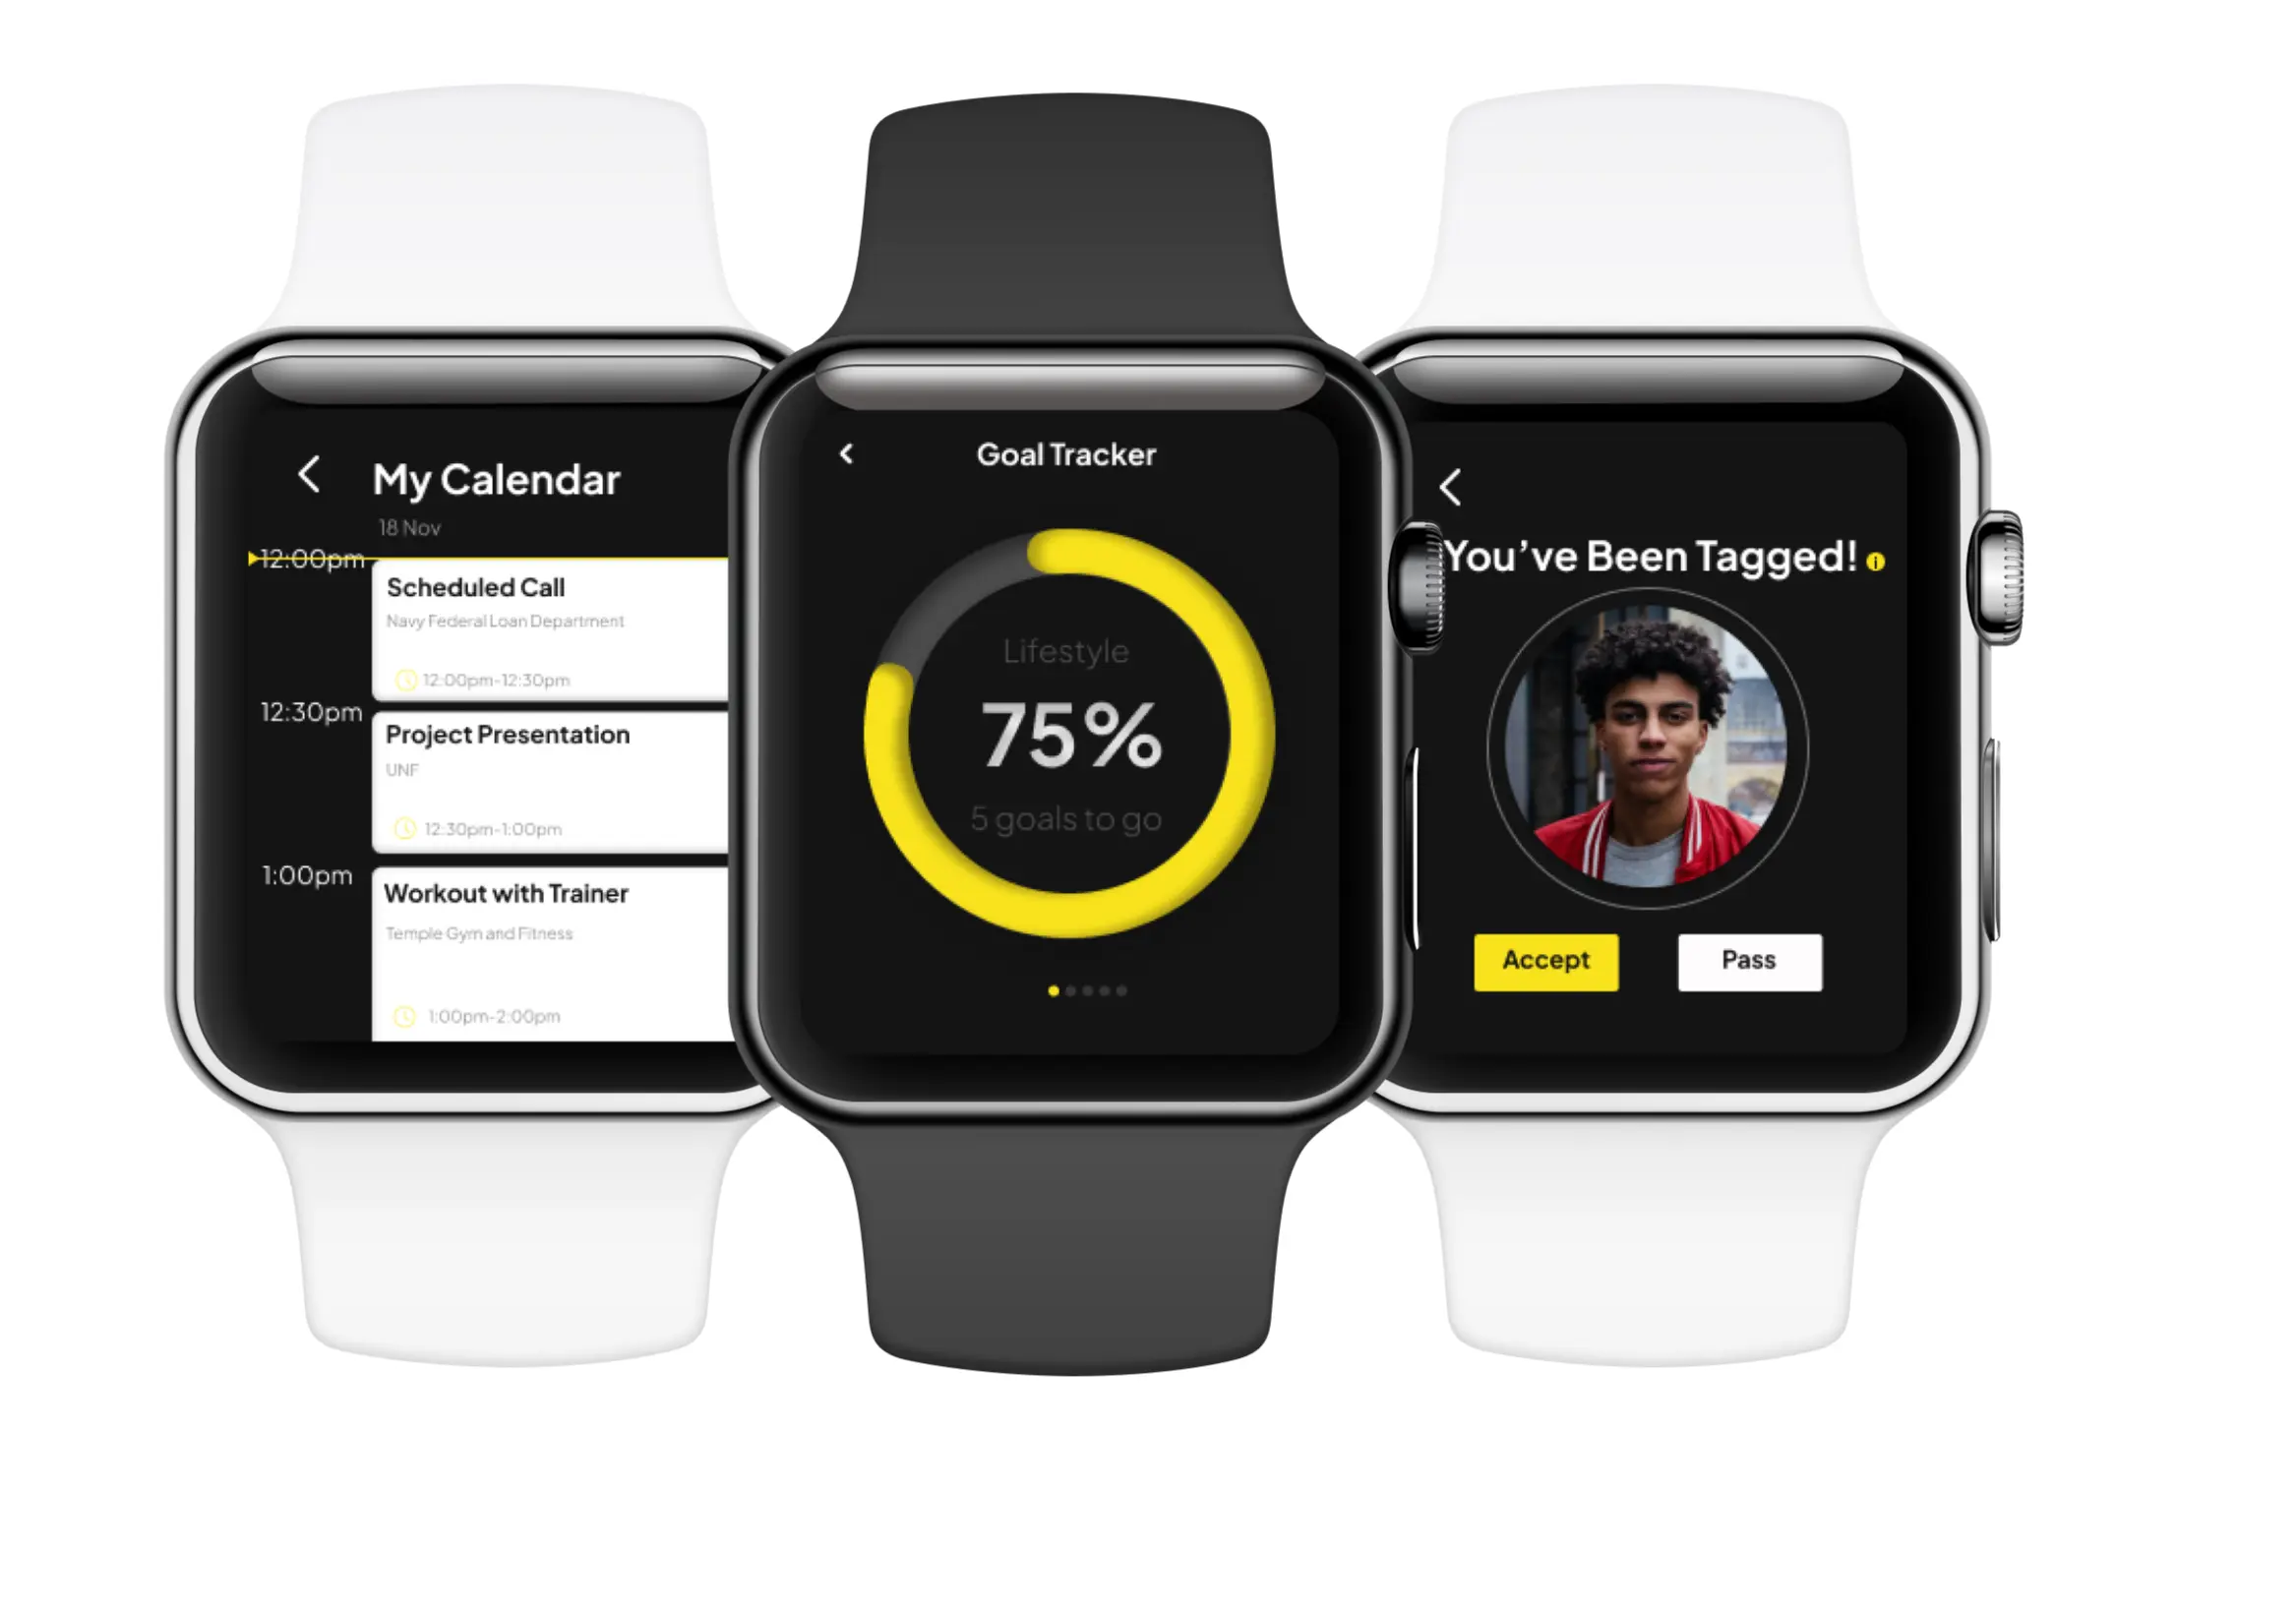 My Calendar
18 Nov
12:00pm
Scheduled Call
Navy Federal Loan Department
12:00pm-12:30pm
12:30pm
Project Presentation
UNF
12:30pm-1:00pm
1:00pm
Workout with Trainer
Temple Gym and Fitness
1:00pm-2:00pm
Goal Tracker
Lifestyle
75%
5 goals to go
You've Been Tagged! i
Accept
Pass